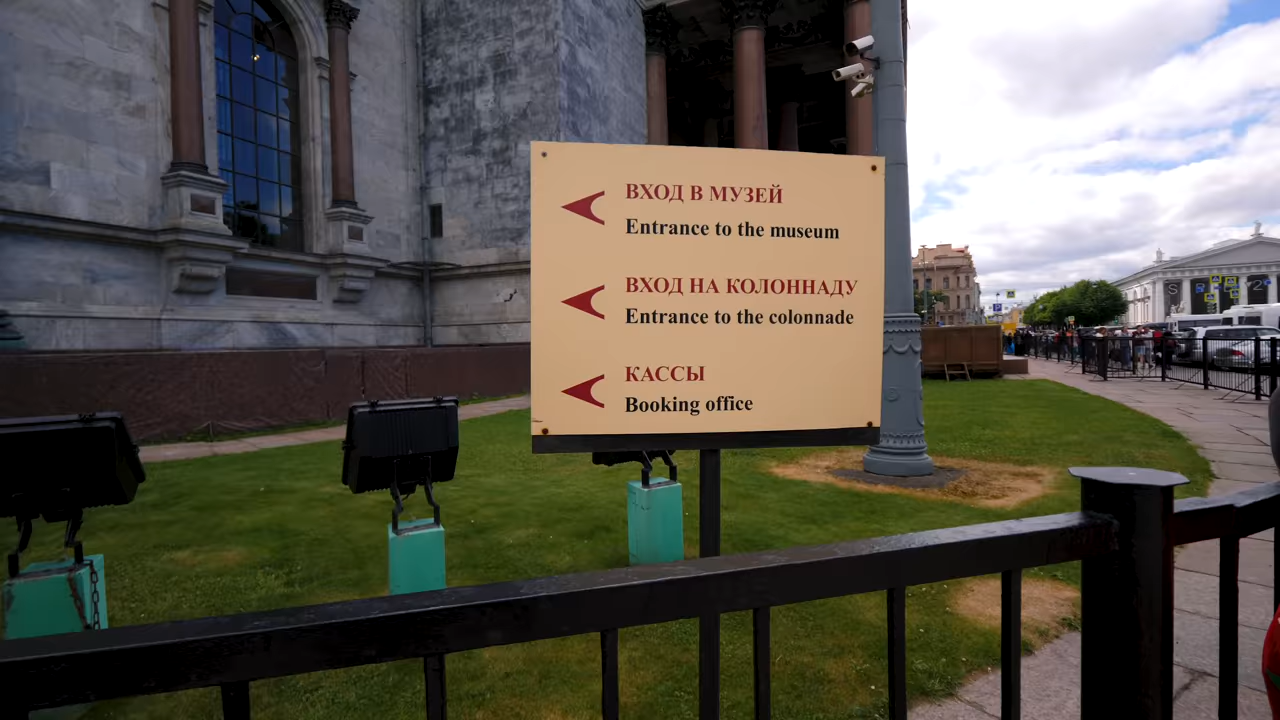 ВХОД В МУЗЕЙ
Entrance to the museum
ВХОД НА КОЛОННАДУ
Entrance to the colonnade
КАССЫ
Booking office